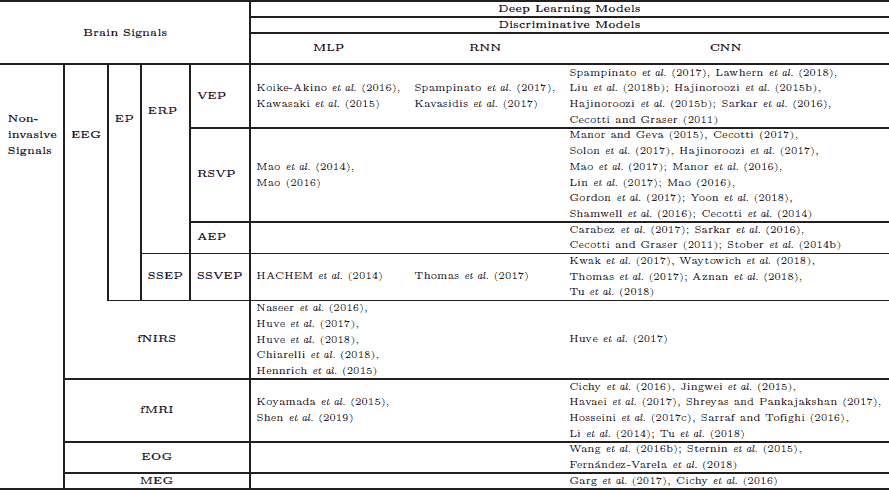 Deep Learning Models
Brain Signals
Discriminative Models
MLP RNN CNN
Non-
invasive
Signals
EEG
EP
ERP
VEP
Koike-Akino et al. (2016),
Kawasaki et al. (2015)
Spampinato et al. (2017),
Kavasidis et al. (2017)
Spampinato et al. (2017), Lawhern et al. (2018),
Liu et al. (2018b); Hajinoroozi et al. (2015b),
Hajinoroozi et al. (2015b); Sarkar et al. (2016),
Cecotti and Graser (2011)
RSVP
Mao et al. (2014),
Mao (2016)
Manor and Geva (2015), Cecotti (2017),
Solon et al. (2017), Hajinoroozi et al. (2017),
Mao et al. (2017); Manor et al. (2016),
Lin et al. (2017); Mao (2016),
Gordon et al. (2017); Yoon et al. (2018),
Shamwell et al. (2016); Cecotti et al. (2014)
AEP
Carabez et al. (2017); Sarkar et al. (2016),
Cecotti and Graser (2011); Stober et al. (2014b)
SSEP
SSVEP
HACHEM et al. (2014)
Thomas et al. (2017)
Kwak et al. (2017), Waytowich et al. (2018),
Thomas et al. (2017); Aznan et al. (2018),
Tu et al. (2018)
fNIRS
Naseer et al. (2016),
Huve et al. (2017),
Huve et al. (2018),
Chiarelli et al. (2018),
Hennrich et al. (2015)
Huve et al. (2017)
fMRI
Koyamada et al. (2015),
Shen et al. (2019)
Cichy et al. (2016), Jingwei et al. (2015),
Havaei et al. (2017), Shreyas and Pankajakshan (2017),
Hosseini et al. (2017c), Sarraf and Tofighi (2016),
Li et al. (2014); Tu et al. (2018)
EOG
Wang et al. (2016b); Sternin et al. (2015),
Fernández-Varela et al. (2018)
MEG
Garg et al. (2017), Cichy et al. (2016)